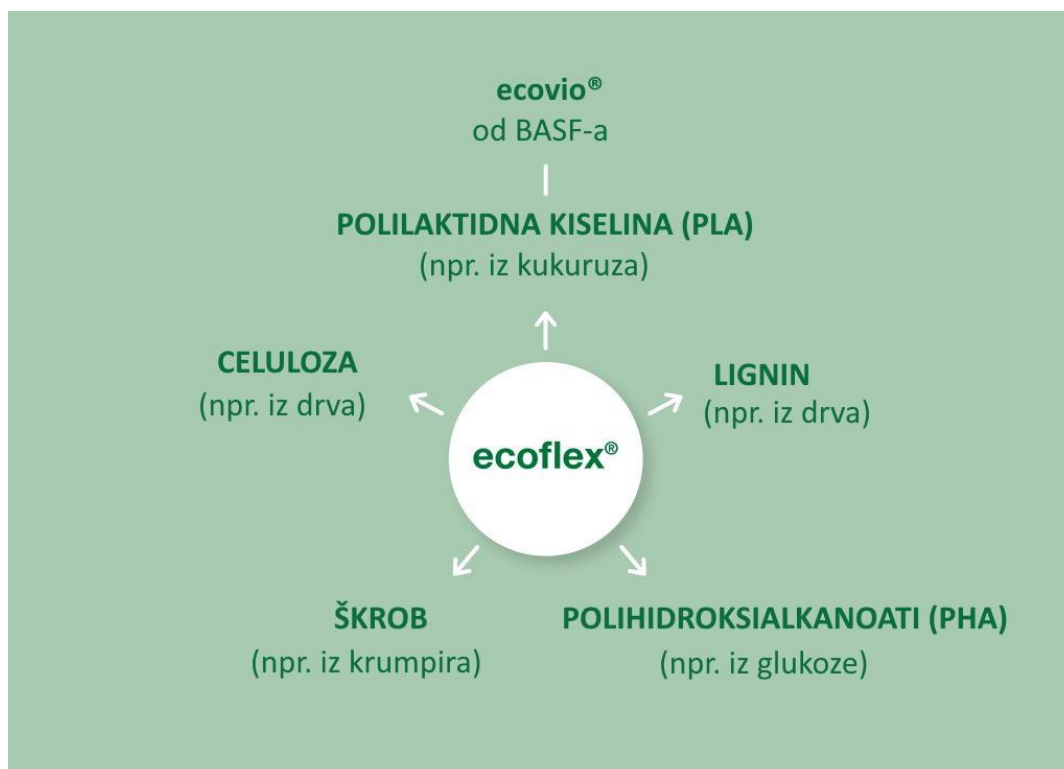 ecovio®
od BASF-a
POLILAKTIDNA KISELINA (PLA)
(npr. iz kukuruza)
CELULOZA
(npr. iz drva)
LIGNIN
(npr. iz drva)
ecoflex®
ŠKROB
(npr. iz krumpira)
POLIHIDROKSIALKANOATI (PHA)
(npr. iz glukoze)